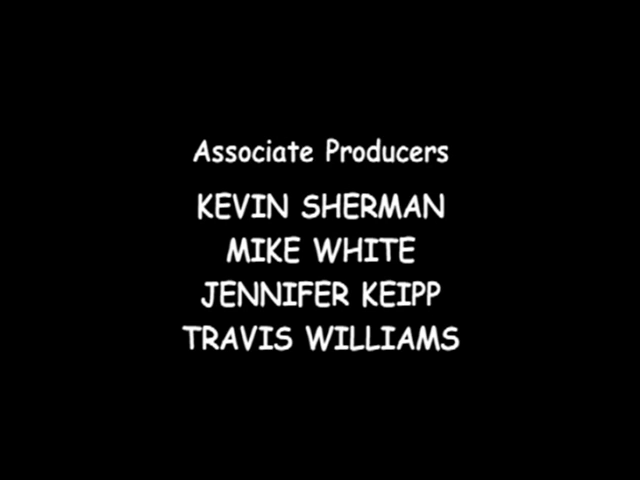 Associate Producers
KEVIN SHERMAN
MIKE WHITE
JENNIFER KEIPP
TRAVIS WILLIAMS